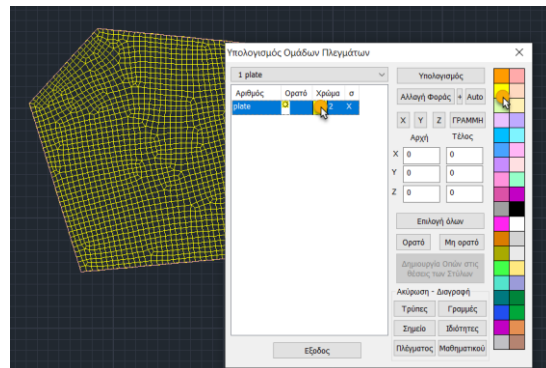 Υπολογισμός Ομάδων Πλεγμάτων
1 plate
Υπολογισμός
Αριθμός Ορατό Χρώμα σ
plate 2 X
Αλλαγή Φοράς Auto
X Y Z ΓΡΑΜΜΗ
Αρχή Τέλος
X 0 0
Y 0 0
Z 0 0
Επιλογή όλων
Ορατό Μη ορατό
Δημιουργία Οπών στις
θέσεις των Στύλων
Ακύρωση - Διαγραφή
Τρύπες Γραμμές
Σημείο Ιδιότητες
Πλέγματος Μαθηματικού
Εξοδος